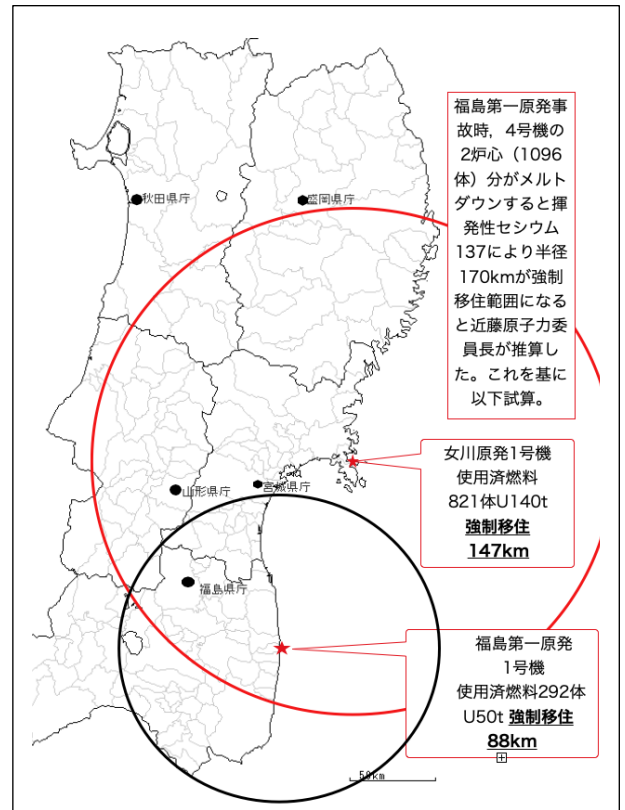 福島第一原発事
故時，4号機の
2炉心（1096
体）分がメルト
ダウンすると揮
発性セシウム
137により半径
170kmが強制
移住範囲になる
と近藤原子力委
員長が推算し
た。これを基に
以下試算。
秋田県庁
盛岡県庁
女川原発1号機
使用済燃料
821体U140t
強制移住
147km
山形県庁
宮城県庁
福島県庁
福島第一原発
1号機
使用済燃料292体
U50t 強制移住
88km
50km